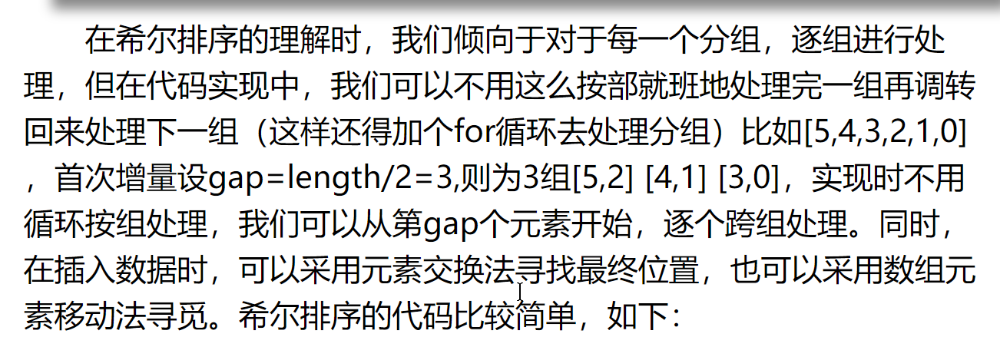 在希尔排序的理解时，我们倾向于对于每一个分组，逐组进行处
理，但在代码实现中，我们可以不用这么按部就班地处理完一组再调转
回来处理下一组（这样还得加个for循环去处理分组）比如[5,4,3,2,1,0]
，首次增量设gap=length/2=3,则为3组[5,2] [4,1] [3,0]，实现时不用
循环按组处理，我们可以从第gap个元素开始，逐个跨组处理。同时，
在插入数据时，可以采用元素交换法寻找最终位置，也可以采用数组元
素移动法寻觅。希尔排序的代码比较简单，如下：